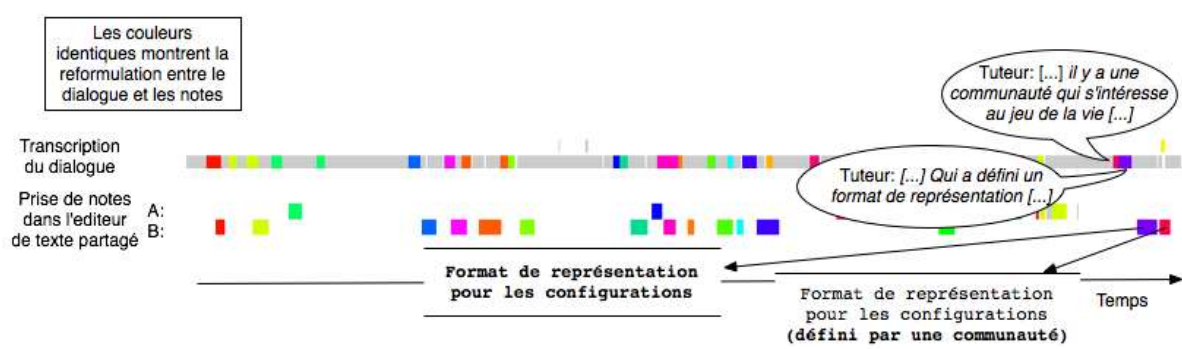 Les couleurs
identiques montrent la
reformulation entre le
dialogue et les notes
Tuteur: [...] il y a une
communauté qui s'intéresse
au jeu de la vie [...]
Transcription
du dialogue
Tuteur: [...] Qui a défini un
format de représentation [...]
Prise de notes
dans l'editeur
de texte partagé
A:
B:
Format de représentation
pour les configurations
Format de représentation
pour les configurations
(défini par une communauté)
Temps